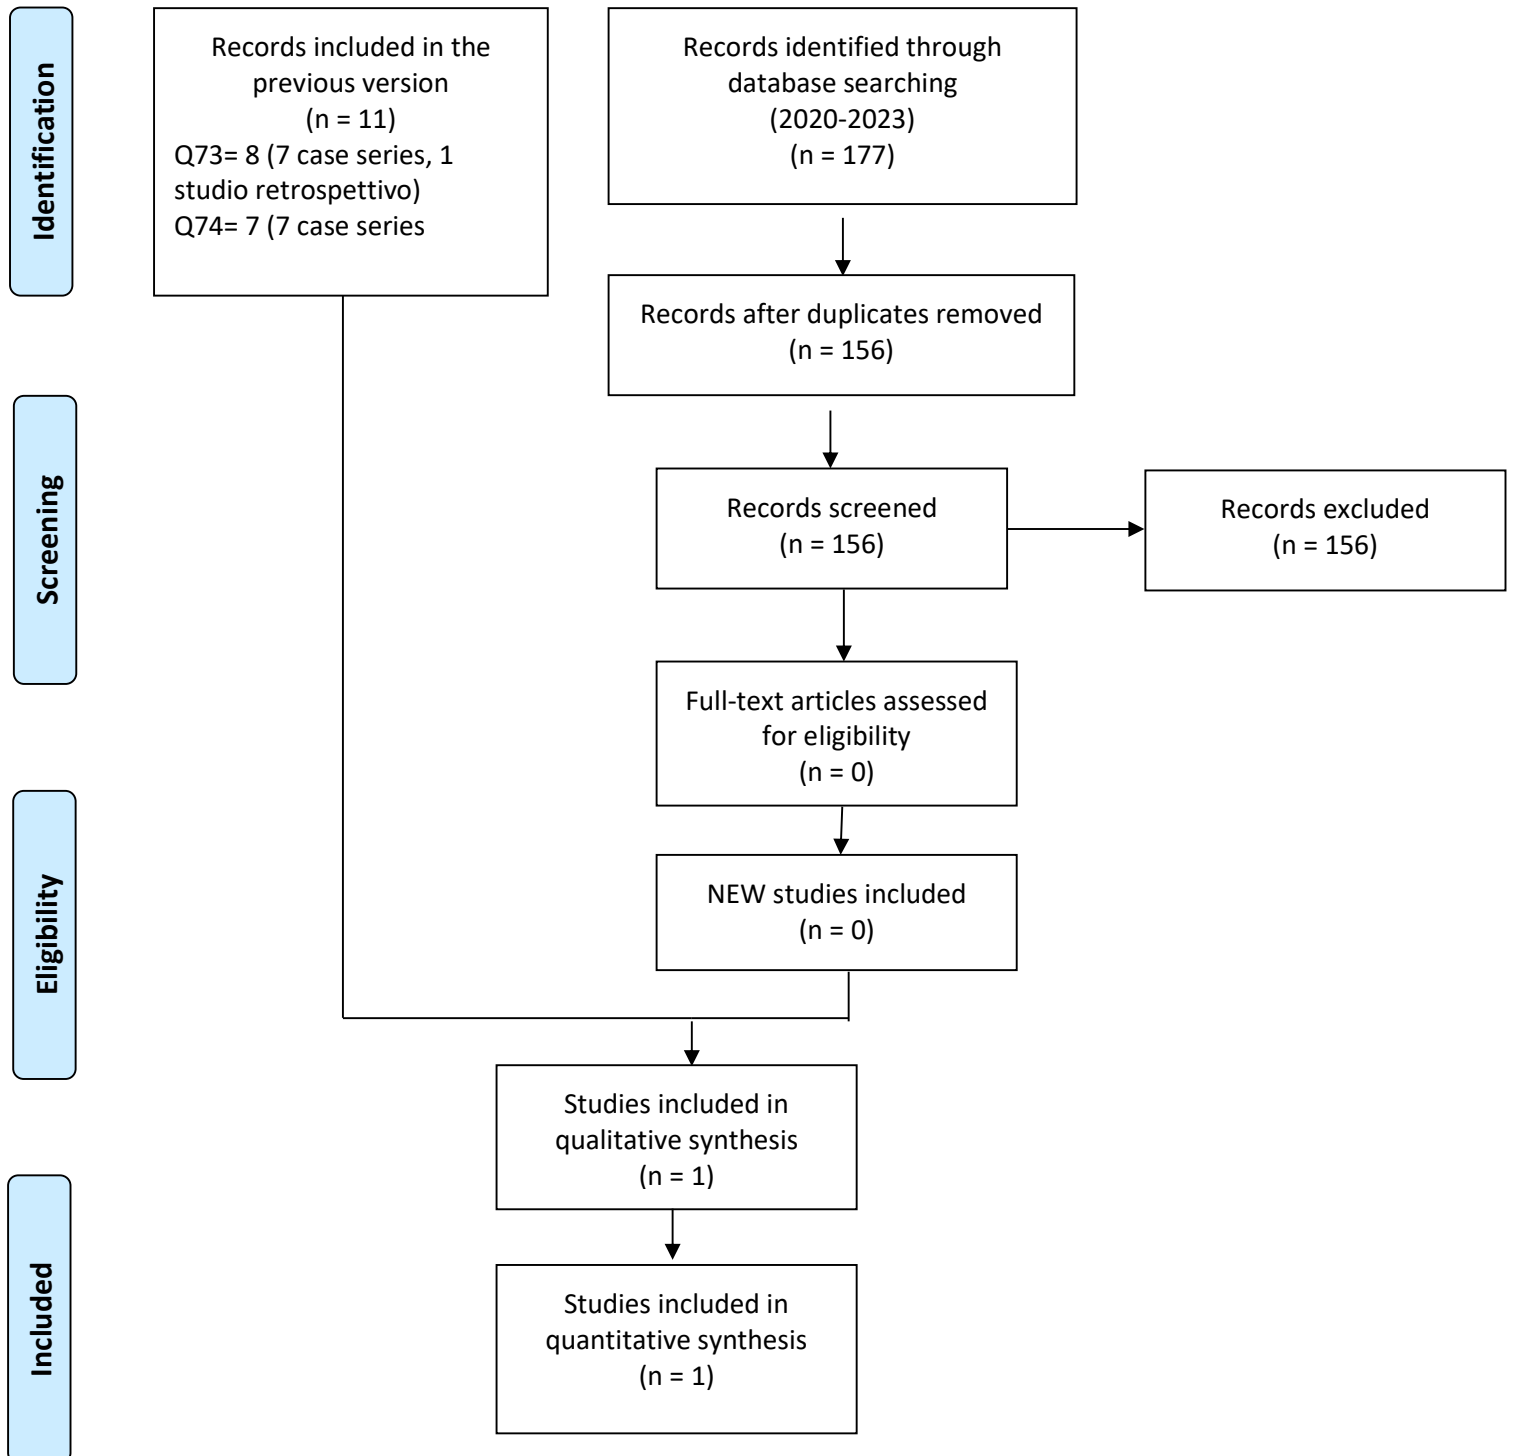 Identification
Records included in the
previous version
(n = 11)
Q73= 8 (7 case series, 1
studio retrospettivo)
Q74= 7 (7 case series
Records identified through
database searching
(2020-2023)
(n = 177)
Records after duplicates removed
(n = 156)
Screening
Records screened
(n = 156)
Records excluded
(n = 156)
Full-text articles assessed
for eligibility
(n = 0)
Eligibility
NEW studies included
(n = 0)
Studies included in
qualitative synthesis
(n = 1)
Included
Studies included in
quantitative synthesis
(n = 1)